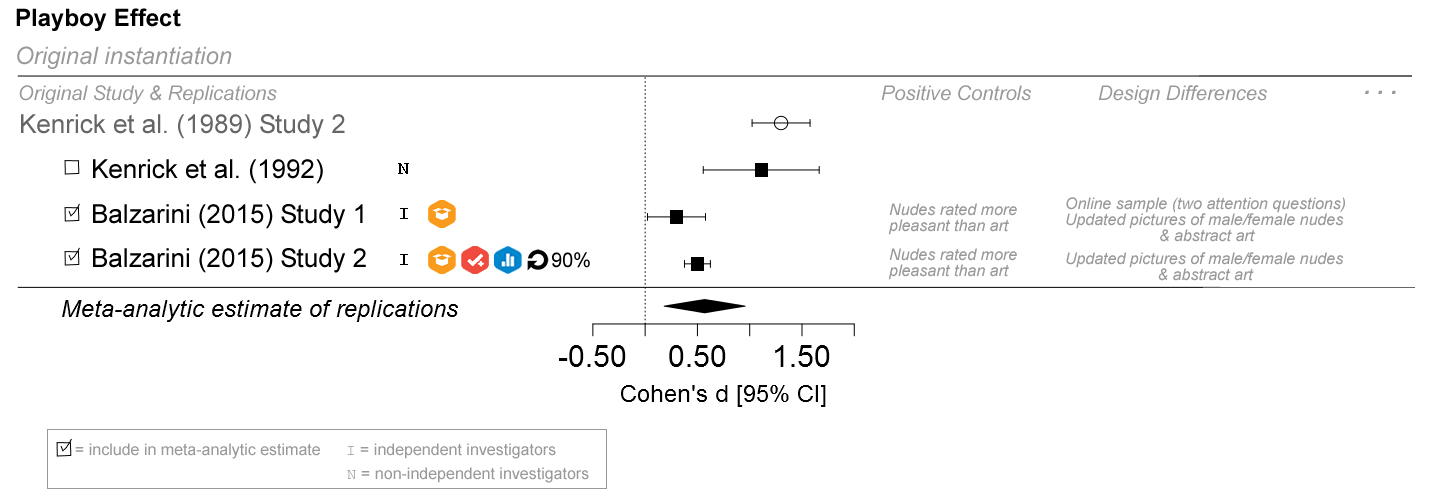 Playboy Effect
Original instantiation
Original Study & Replications
Positive Controls
Design Differences
...
Kenrick et al. (1989) Study 2
Kenrick et al. (1992)
N
Balzarini (2015) Study 1
I
Nudes rated more
pleasant than art
Online sample (two attention questions)
Updated pictures of male/female nudes
& abstract art
Balzarini (2015) Study 2
I
90%
Nudes rated more
pleasant than art
Updated pictures of male/female nudes
& abstract art
Meta-analytic estimate of replications
-0.50
0.50
1.50
Cohen's d [95% CI]
= include in meta-analytic estimate
I = independent investigators
N = non-independent investigators